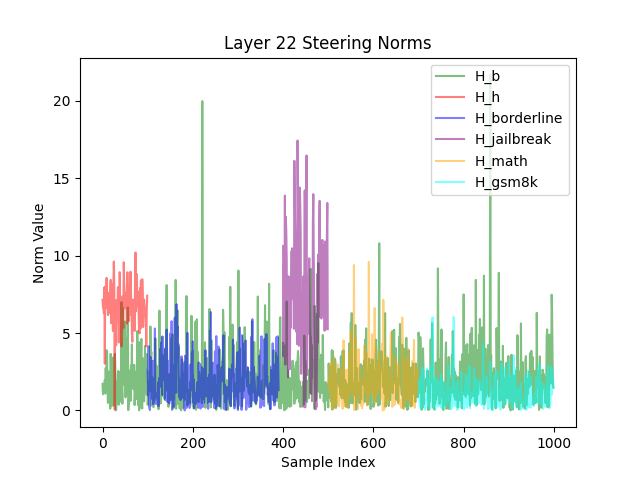 Layer 22 Steering Norms
Norm Value
20
15
10
5
0
H_b
H_h
H_borderline
H_jailbreak
H_math
H_gsm8k
0 200 400 600 800 1000
Sample Index